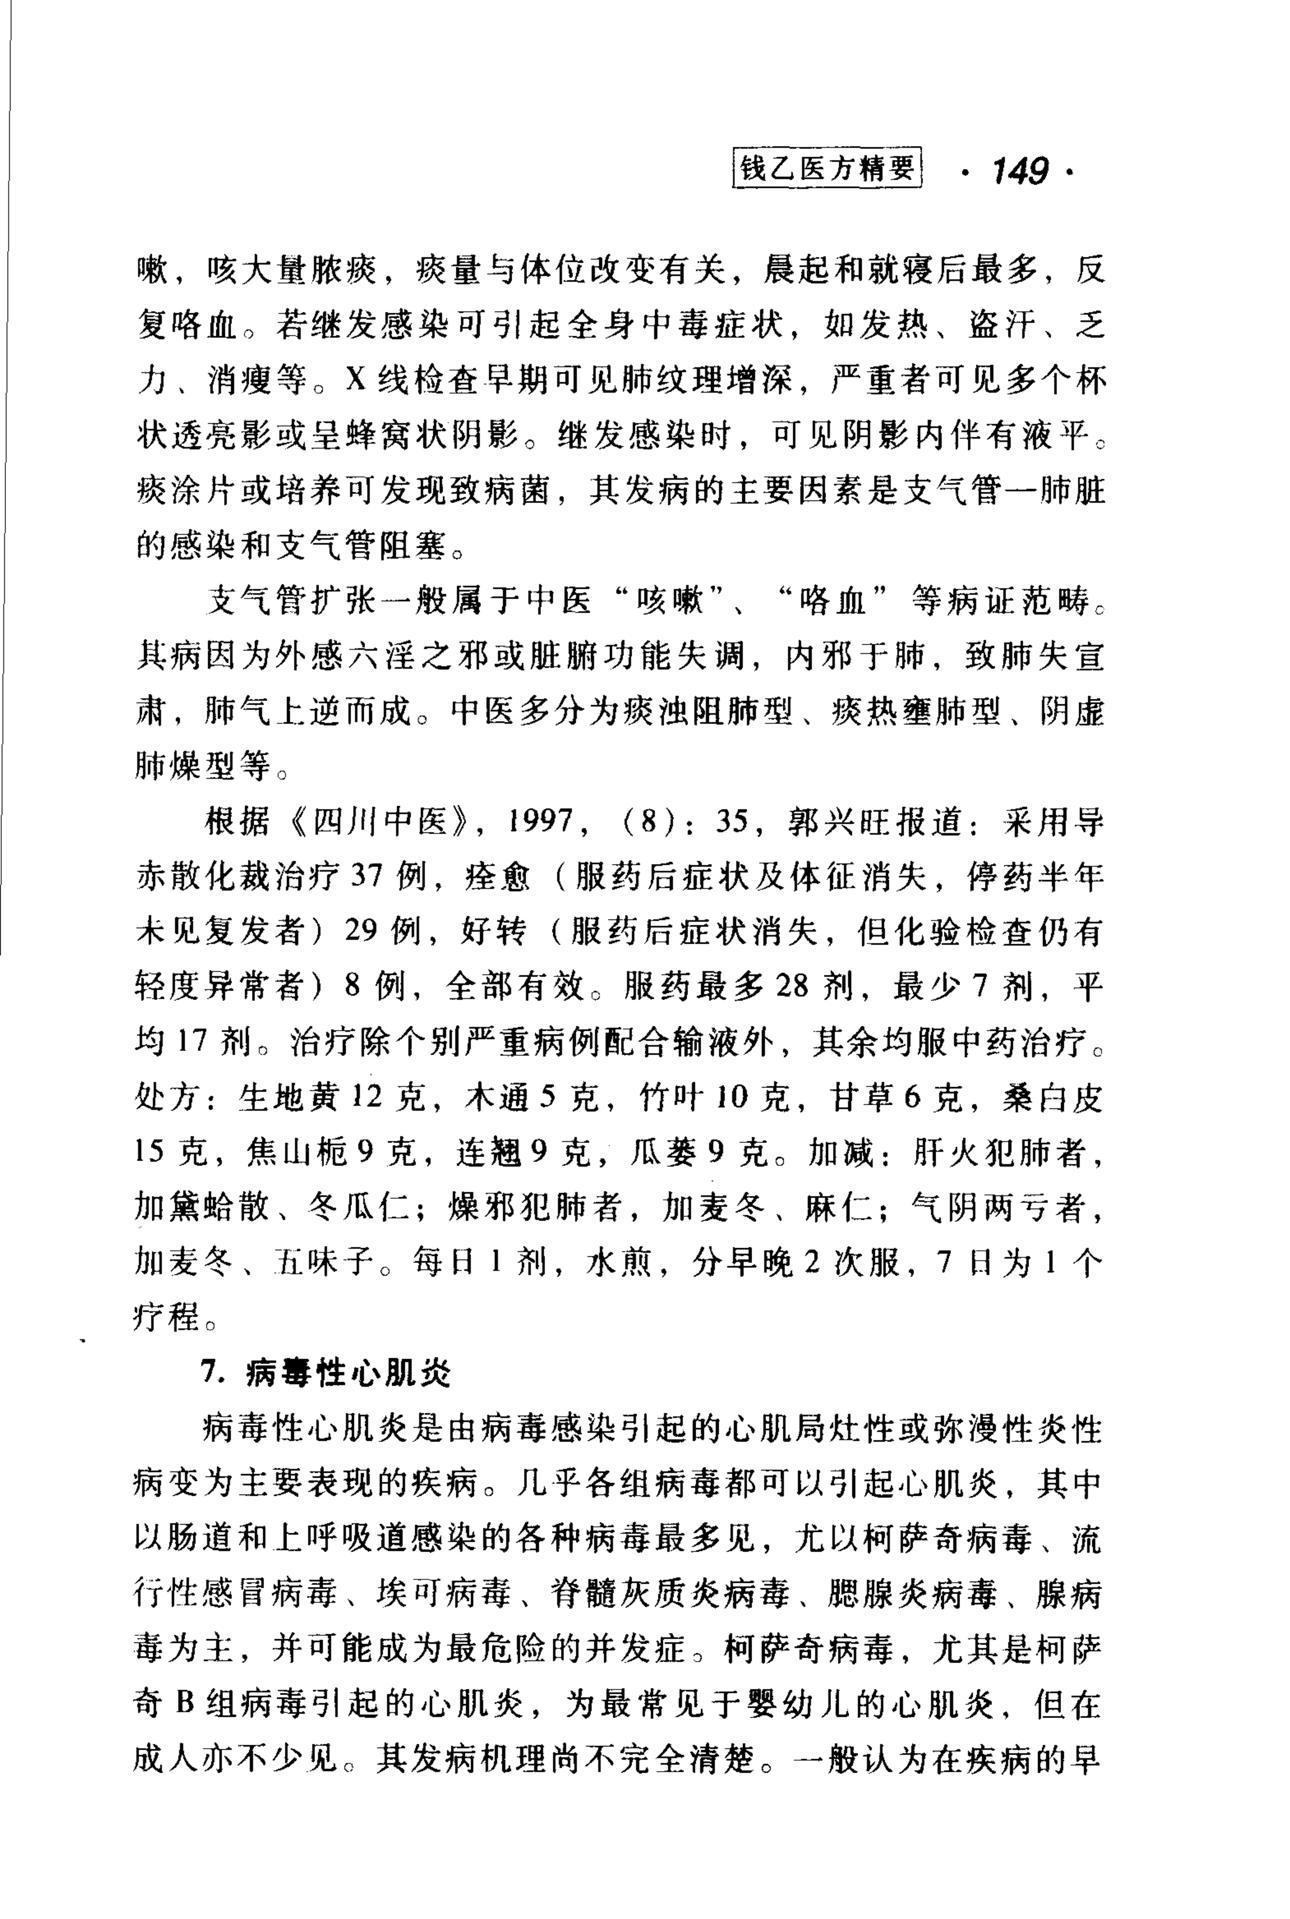 钱乙医方精要 · 149 ·
嗽，咳大量脓痰，痰量与体位改变有关，晨起和就寝后最多，反
复咯血。若继发感染可引起全身中毒症状，如发热、盗汗、乏
力、消瘦等。X 线检查早期可见肺纹理增深，严重者可见多个杯
状透亮影或呈蜂窝状阴影。继发感染时，可见阴影内伴有液平。
痰涂片或培养可发现致病菌，其发病的主要因素是支气管—肺脏
的感染和支气管阻塞。
支气管扩张一般属于中医“咳嗽”、“咯血”等病证范畴。
其病因为外感六淫之邪或脏腑功能失调，内邪于肺，致肺失宣
肃，肺气上逆而成。中医多分为痰浊阻肺型、痰热壅肺型、阴虚
肺燥型等。
根据《四川中医》，1997，（8）：35，郭兴旺报道：采用导
赤散化裁治疗 37 例，痊愈（服药后症状及体征消失，停药半年
未见复发者）29 例，好转（服药后症状消失，但化验检查仍有
轻度异常者）8 例，全部有效。服药最多 28 剂，最少 7 剂，平
均 17 剂。治疗除个别严重病例配合输液外，其余均服中药治疗。
处方：生地黄 12 克，木通 5 克，竹叶 10 克，甘草 6 克，桑白皮
15 克，焦山栀 9 克，连翘 9 克，瓜蒌 9 克。加减：肝火犯肺者，
加黛蛤散、冬瓜仁；燥邪犯肺者，加麦冬、麻仁；气阴两亏者，
加麦冬、五味子。每日 1 剂，水煎，分早晚 2 次服，7 日为 1 个
疗程。
7. 病毒性心肌炎
病毒性心肌炎是由病毒感染引起的心肌局灶性或弥漫性炎性
病变为主要表现的疾病。几乎各组病毒都可以引起心肌炎，其中
以肠道和上呼吸道感染的各种病毒最多见，尤以柯萨奇病毒、流
行性感冒病毒、埃可病毒、脊髓灰质炎病毒、腮腺炎病毒、腺病
毒为主，并可能成为最危险的并发症。柯萨奇病毒，尤其是柯萨
奇 B 组病毒引起的心肌炎，为最常见于婴幼儿的心肌炎，但在
成人亦不少见。其发病机理尚不完全清楚。一般认为在疾病的早